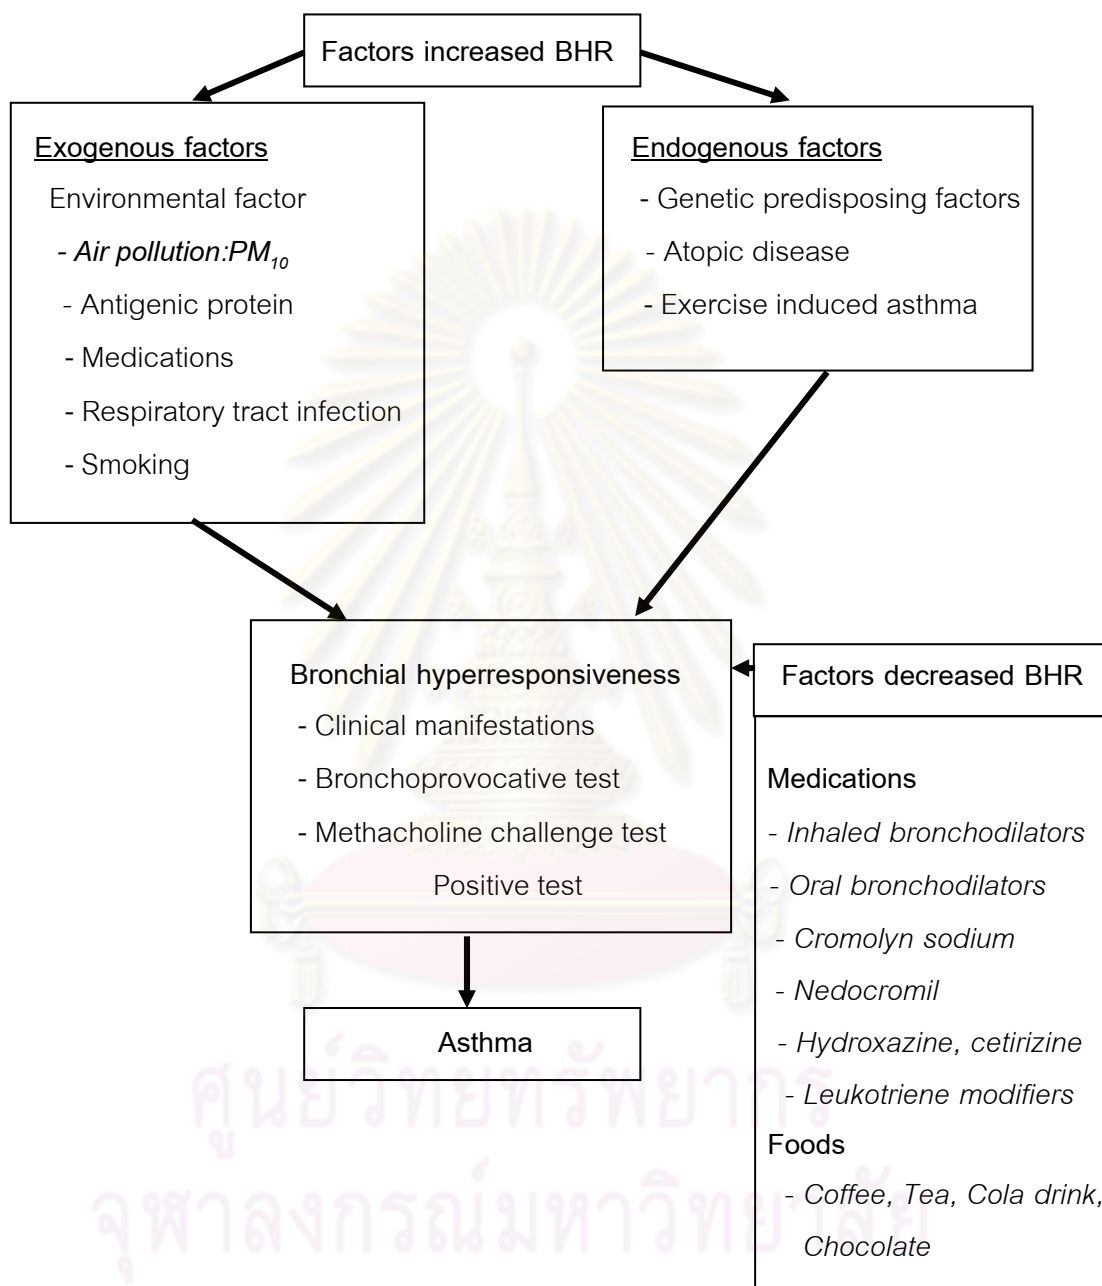 Factors increased BHR
Exogenous factors
Environmental factor
- Air pollution:PM10
- Antigenic protein
- Medications
- Respiratory tract infection
- Smoking
Endogenous factors
- Genetic predisposing factors
- Atopic disease
- Exercise induced asthma
Bronchial hyperresponsiveness
- Clinical manifestations
- Bronchoprovocative test
- Methacholine challenge test
Positive test
Factors decreased BHR
Medications
- Inhaled bronchodilators
- Oral bronchodilators
- Cromolyn sodium
- Nedocromil
- Hydroxazine, cetirizine
- Leukotriene modifiers
Foods
- Coffee, Tea, Cola drink,
Chocolate
Asthma
ศูนย์วิทยทรัพยากร
จุฬาลงกรณ์มหาวิทยาลัย